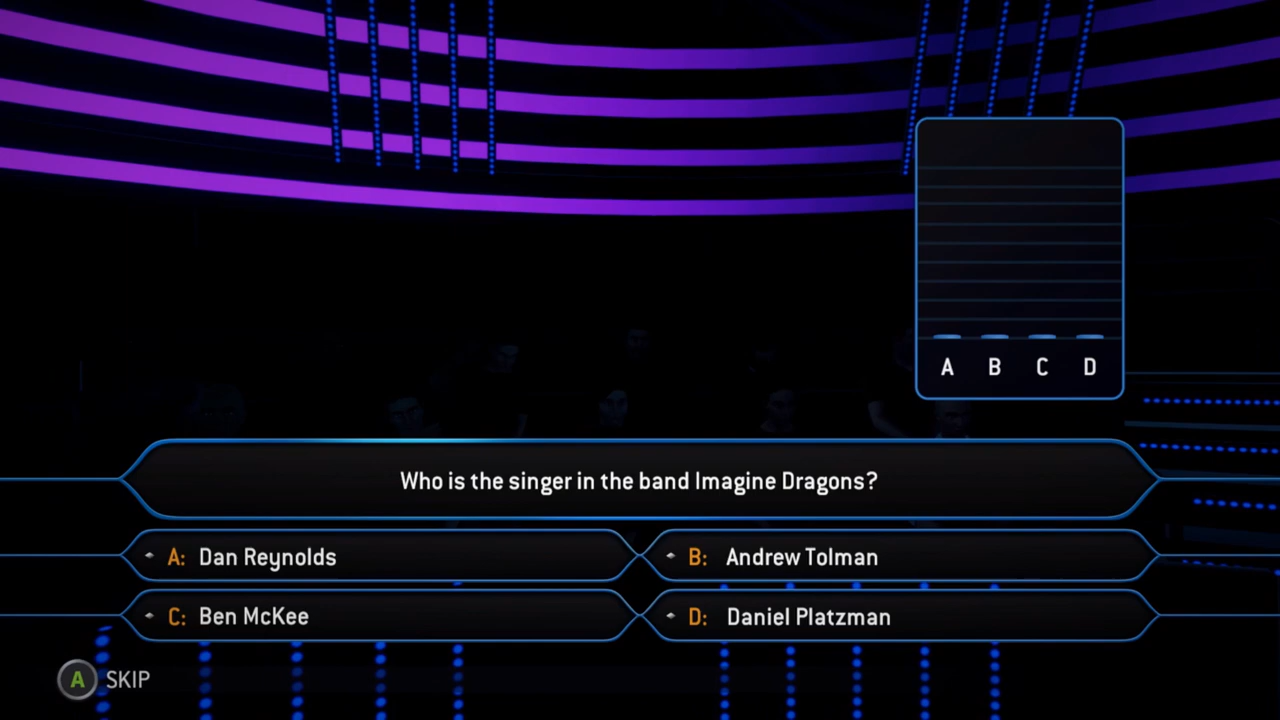 A B C D
Who is the singer in the band Imagine Dragons?
A: Dan Reynolds
B: Andrew Tolman
C: Ben McKee
D: Daniel Platzman
A SKIP